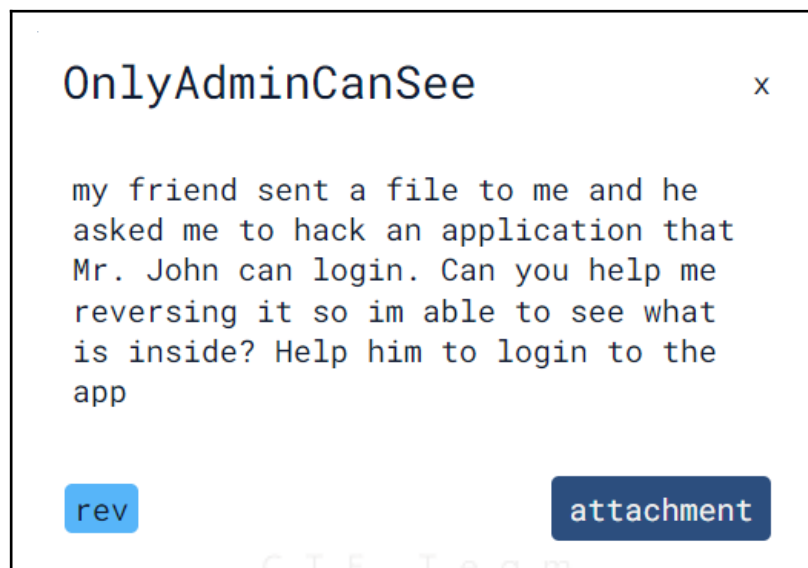 OnlyAdminCanSee x
my friend sent a file to me and he
asked me to hack an application that
Mr. John can login. Can you help me
reversing it so im able to see what
is inside? Help him to login to the
app
rev attachment
CTF Team